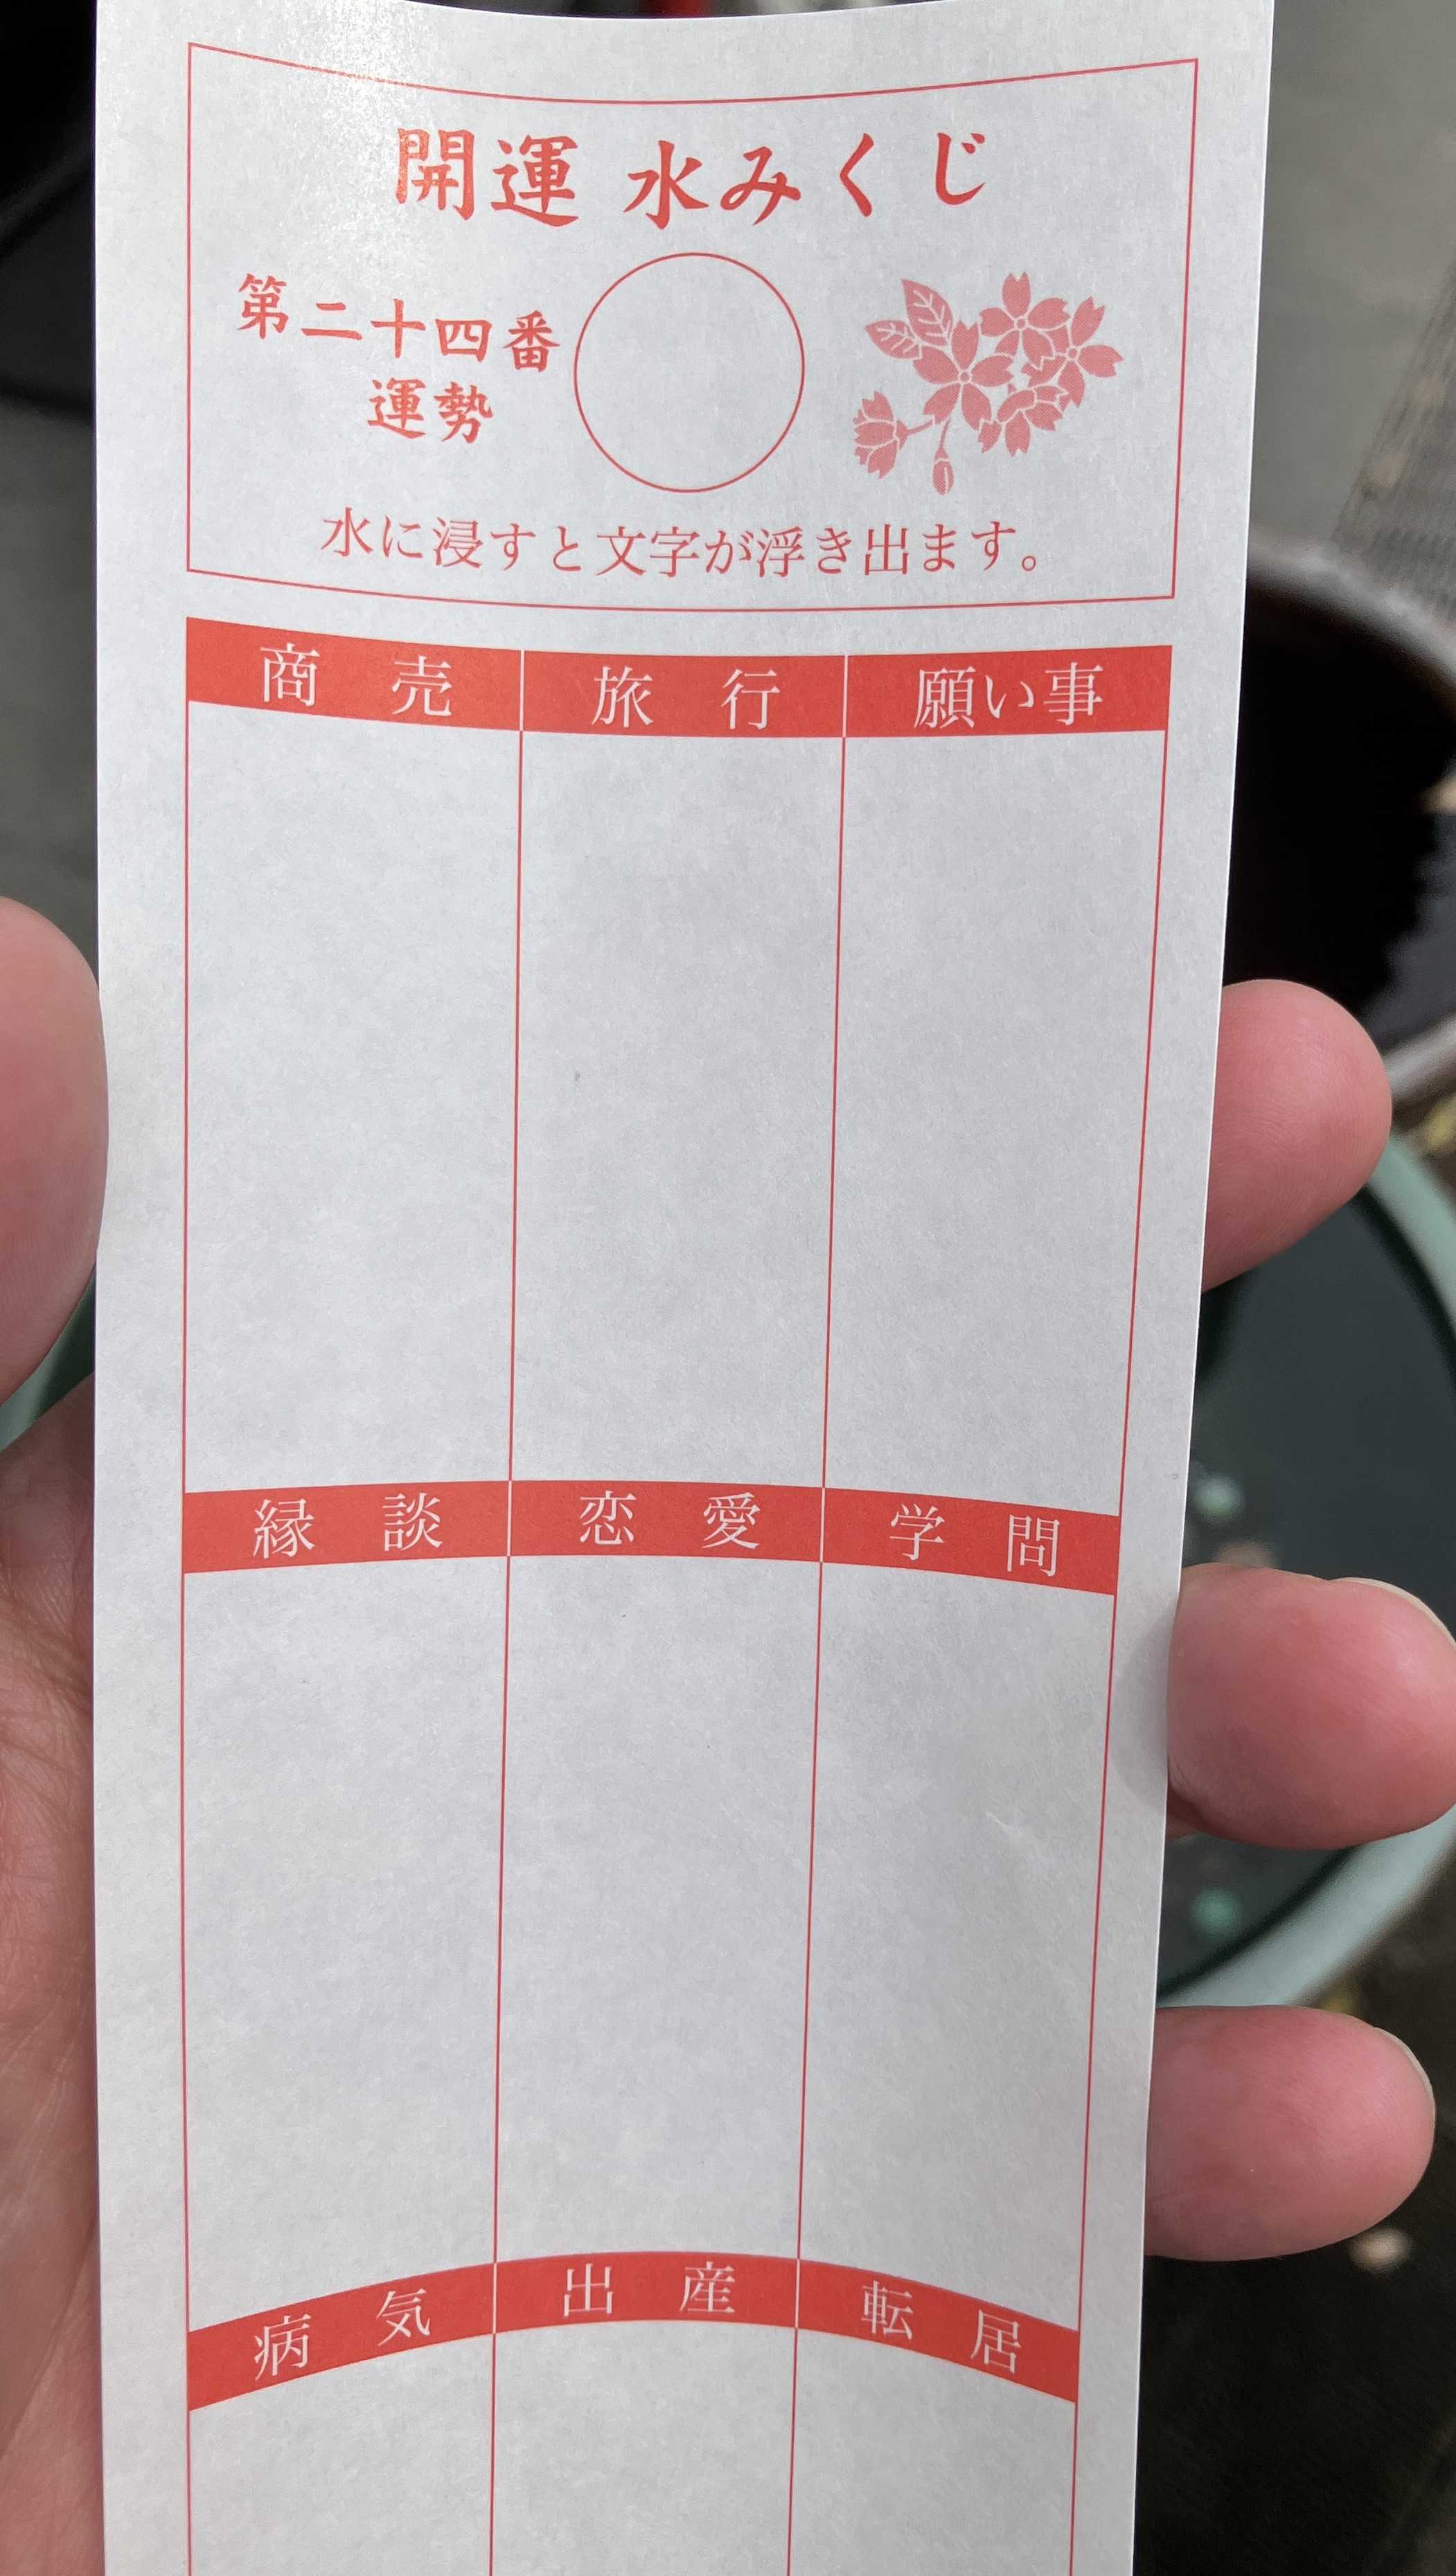 開運 水みくじ
第二十四番
運勢
水に浸すと文字が浮き出ます。
商売 旅行 願い事
縁談 恋愛 学問
病気 出産 転居